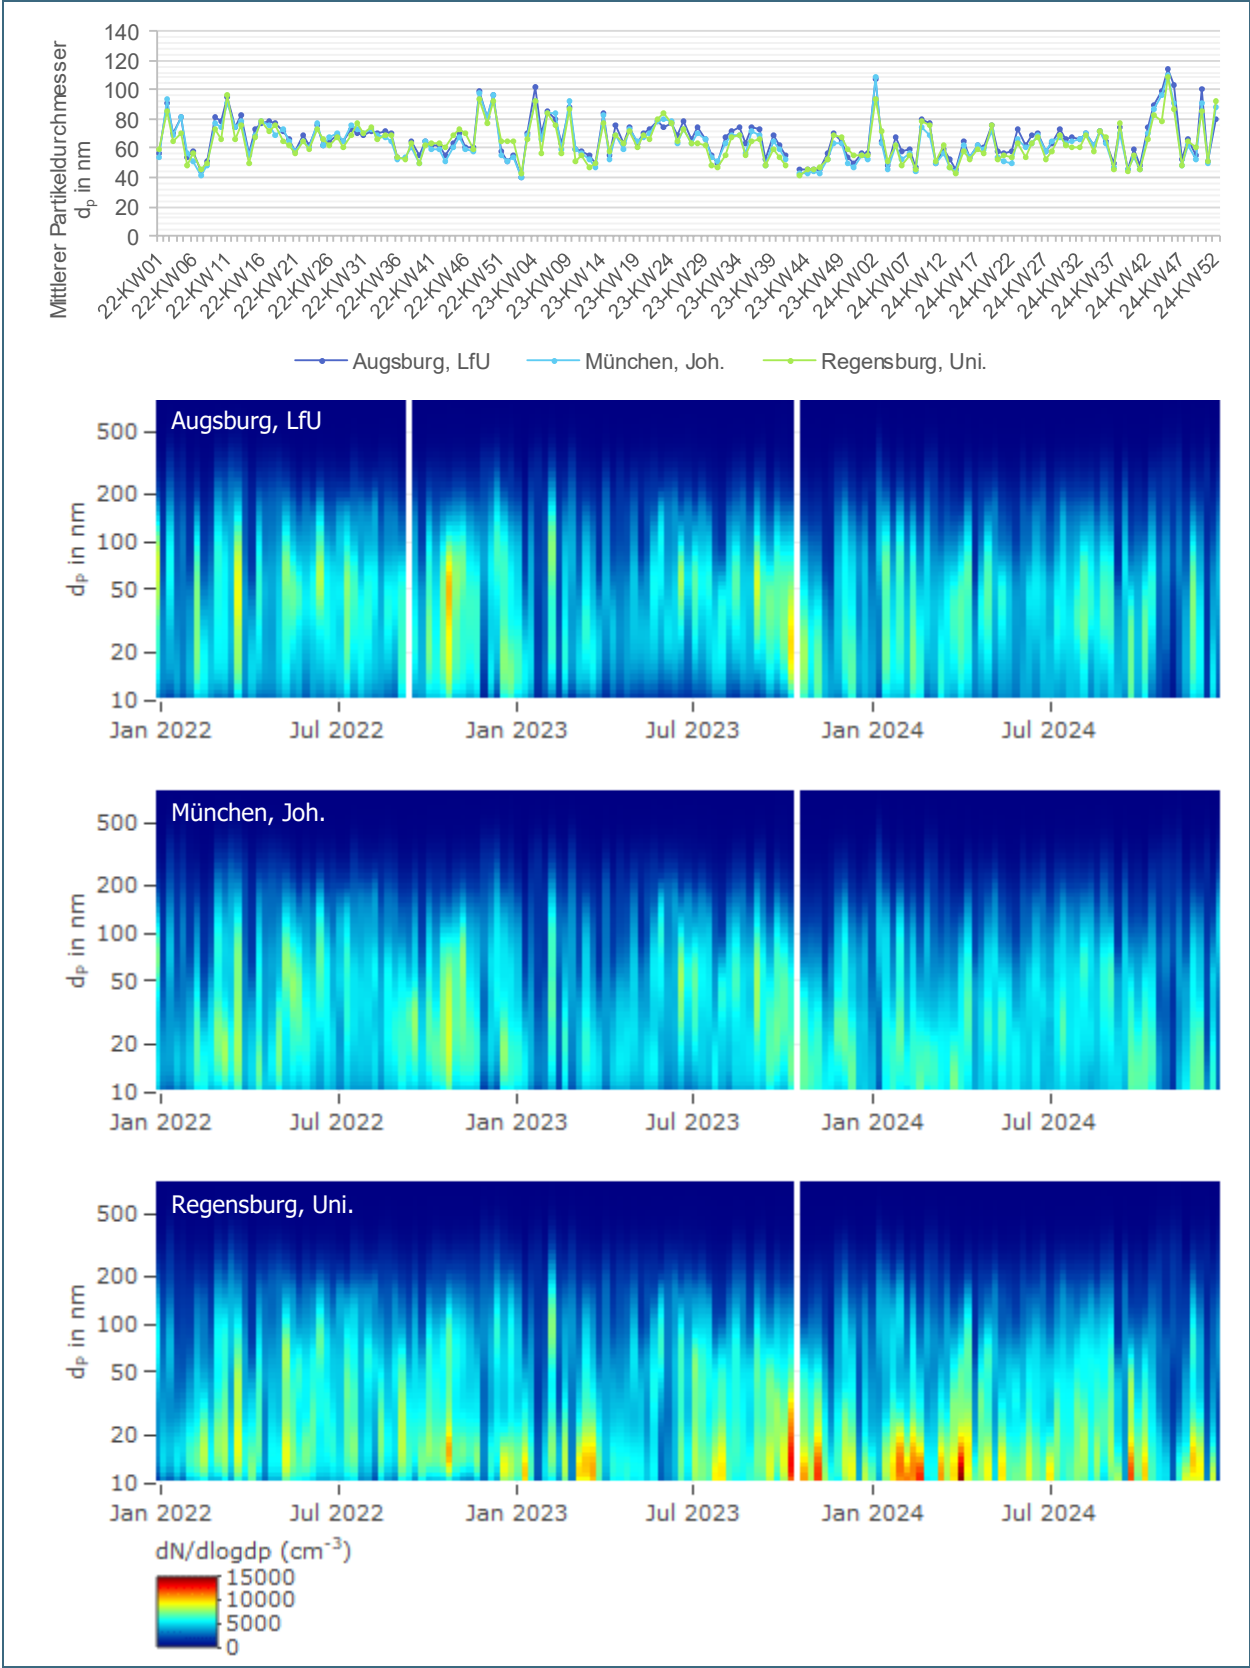 Mittlerer Partikeldurchmesser
dₚ in nm
140
120
100
80
60
40
20
0
22-KW01
22-KW06
22-KW11
22-KW16
22-KW21
22-KW26
22-KW31
22-KW36
22-KW41
22-KW46
22-KW51
23-KW04
23-KW09
23-KW14
23-KW19
23-KW24
23-KW29
23-KW34
23-KW39
23-KW44
23-KW49
24-KW02
24-KW07
24-KW12
24-KW17
24-KW22
24-KW27
24-KW32
24-KW37
24-KW42
24-KW47
24-KW52
Augsburg, LfU München, Joh. Regensburg, Uni.
Augsburg, LfU
dₚ in nm
500
200
100
50
20
10
Jan 2022 Jul 2022 Jan 2023 Jul 2023 Jan 2024 Jul 2024
München, Joh.
dₚ in nm
500
200
100
50
20
10
Jan 2022 Jul 2022 Jan 2023 Jul 2023 Jan 2024 Jul 2024
Regensburg, Uni.
dₚ in nm
500
200
100
50
20
10
Jan 2022 Jul 2022 Jan 2023 Jul 2023 Jan 2024 Jul 2024
dN/dlogdp (cm⁻³)
15000
10000
5000
0